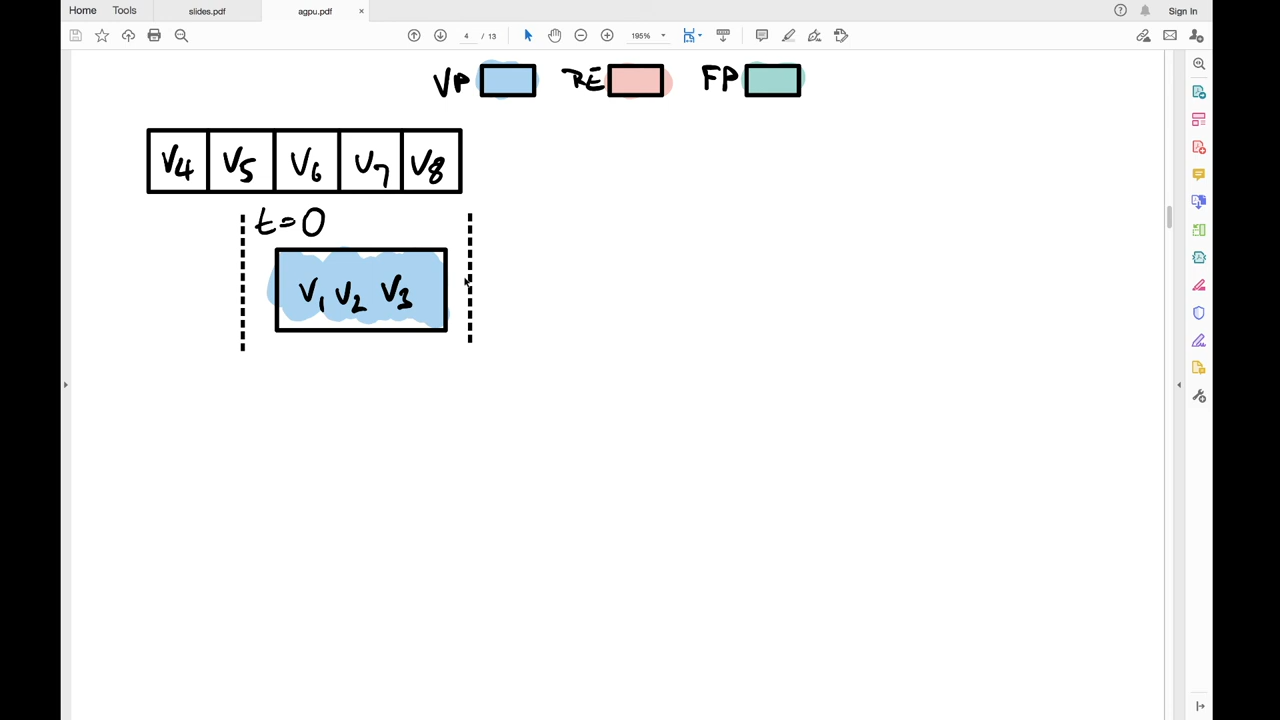 Home Tools slides.pdf agpu.pdf × Sign In
4 / 13 195%
VP RE FP
V4 V5 V6 V7 V8
t=0
V1 V2 V3